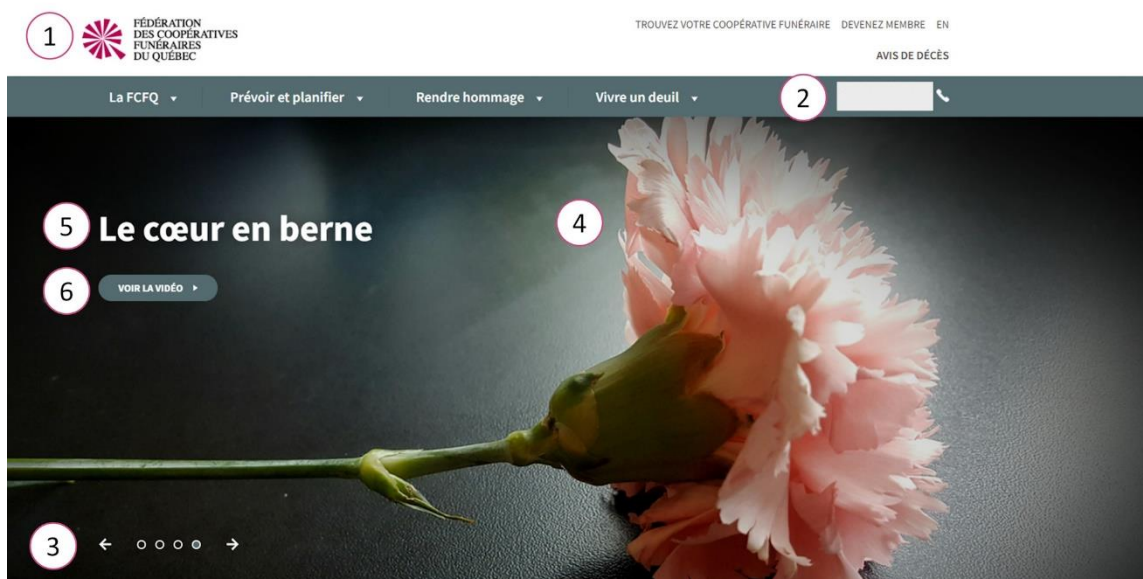 1
FÉDÉRATION
DES COOPÉRATIVES
FUNÉRAIRES
DU QUÉBEC
TROUVEZ VOTRE COOPÉRATIVE FUNÉRAIRE DEVENEZ MEMBRE EN
AVIS DE DÉCÈS
La FCFQ Prévoir et planifier Rendre hommage Vivre un deuil 2
4
5 Le cœur en berne
6 VOIR LA VIDÉO
3